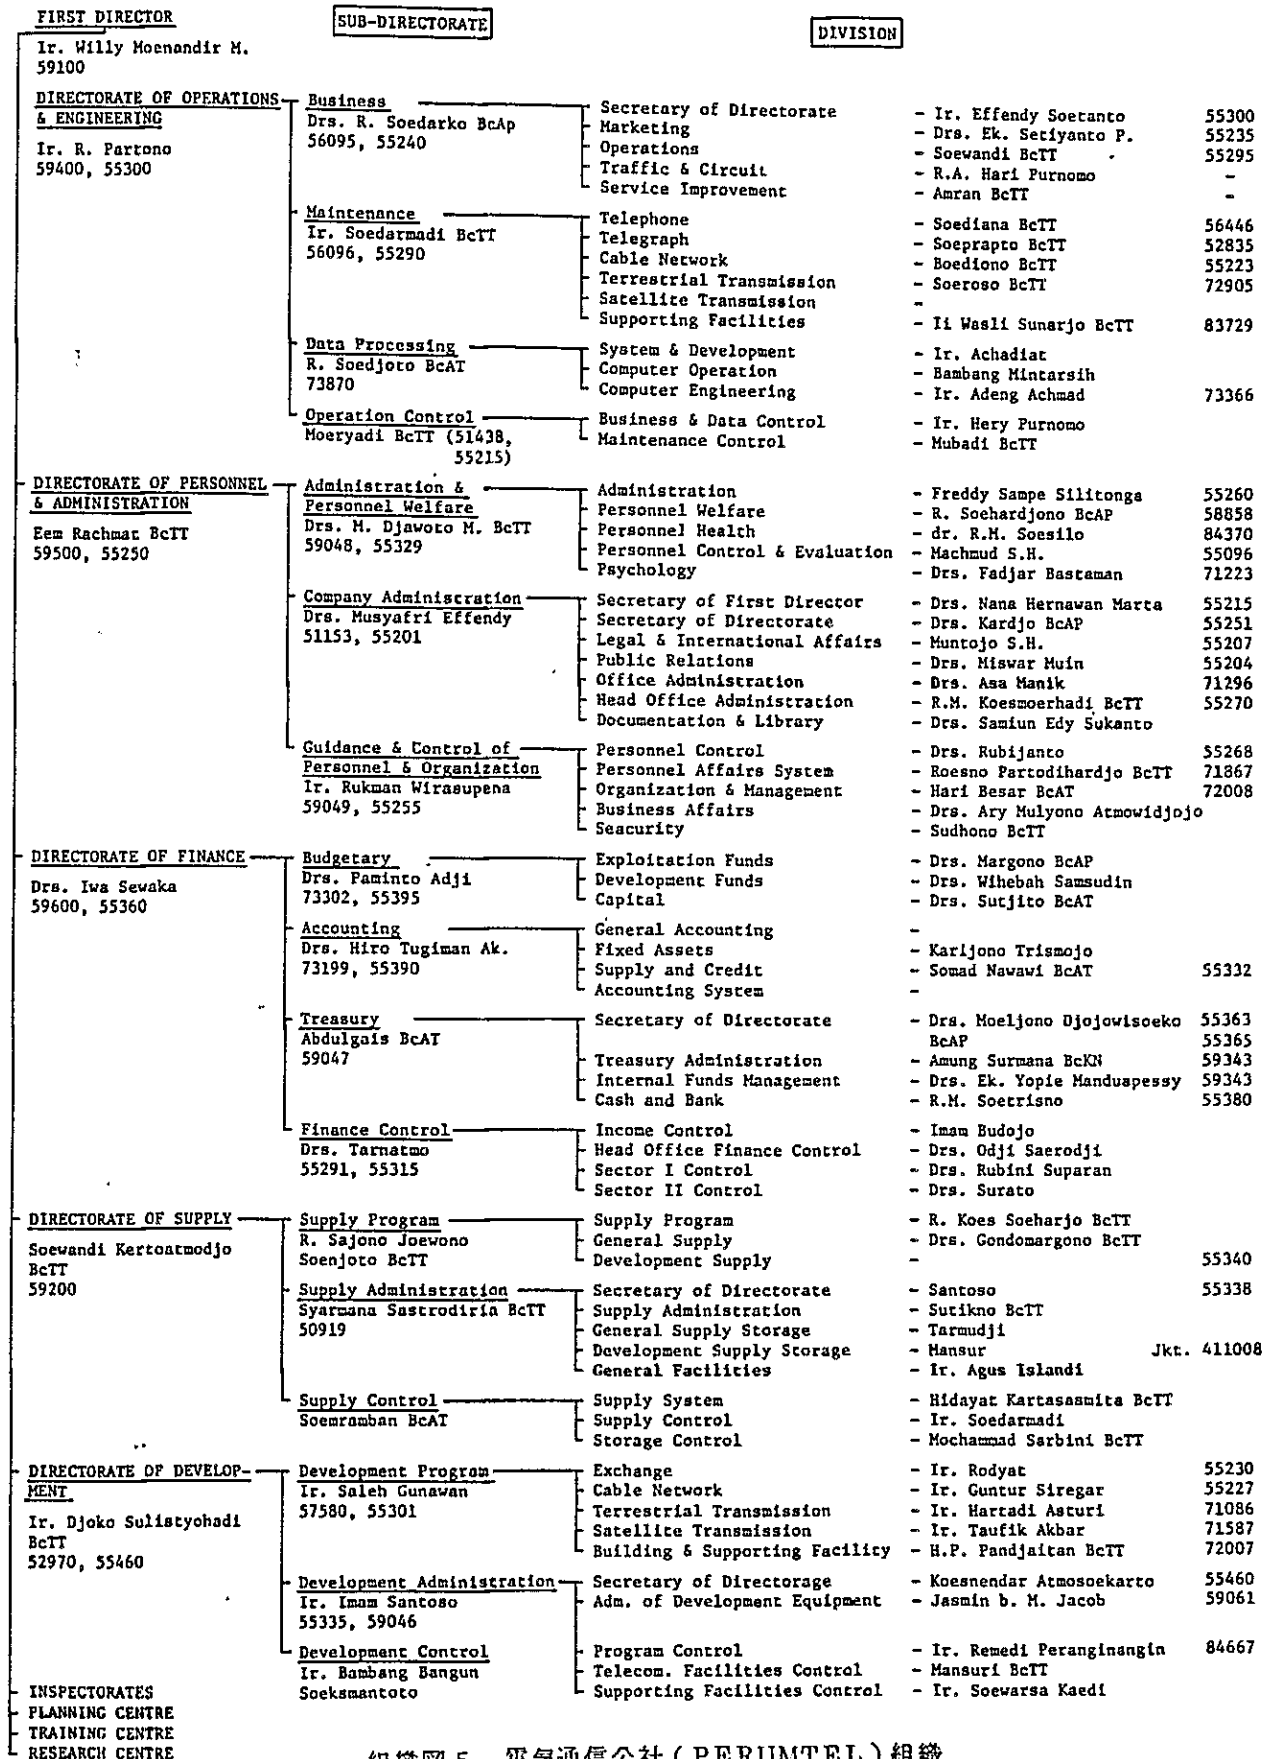 FIRST DIRECTOR
SUB-DIRECTORATE
DIVISION
Ir. Willy Moenandir M.
59100
DIRECTORATE OF OPERATIONS
& ENGINEERING
Ir. R. Partono
59400, 55300
Business
Drs. R. Soedarko BcAp
56095, 55240
Secretary of Directorate - Ir. Effendy Soetanto 55300
Marketing - Drs. Ek. Setiyanto P. 55235
Operations - Soewandi BcTT 55295
Traffic & Circuit - R.A. Hari Purnomo -
Service Improvement - Amran BcTT -
Maintenance
Ir. Soedarmadi BcTT
56096, 55290
Telephone - Soediana BcTT 56446
Telegraph - Soeprapto BcTT 52835
Cable Network - Boediono BcTT 55223
Terrestrial Transmission - Soeroso BcTT 72905
Satellite Transmission -
Supporting Facilities - Ii Wasli Sunarjo BcTT 83729
Data Processing
R. Soedjoto BcAT
73870
System & Development - Ir. Achadiat
Computer Operation - Bambang Mintarsih
Computer Engineering - Ir. Adeng Achmad 73366
Operation Control
Moeryadi BcTT (51438,
55215)
Business & Data Control - Ir. Hery Purnomo
Maintenance Control - Mubadi BcTT
DIRECTORATE OF PERSONNEL
& ADMINISTRATION
Eem Rachmat BcTT
59500, 55250
Administration &
Personnel Welfare
Drs. M. Djawoto M. BcTT
59048, 55329
Administration - Freddy Sampe Silitonga 55260
Personnel Welfare - R. Soehardjono BcAP 58858
Personnel Health - dr. R.M. Soesilo 84370
Personnel Control & Evaluation - Machmud S.H. 55096
Psychology - Drs. Fadjar Bastaman 71223
Company Administration
Drs. Musyafri Effendy
51153, 55201
Secretary of First Director - Drs. Nana Hernawan Marta 55215
Secretary of Directorate - Drs. Kardjo BcAP 55251
Legal & International Affairs - Muntojo S.H. 55207
Public Relations - Drs. Miswar Muin 55204
Office Administration - Drs. Asa Manik 71296
Head Office Administration - R.M. Koesmoerhadi BcTT 55270
Documentation & Library - Drs. Samiun Edy Sukanto
Guidance & Control of
Personnel & Organization
Ir. Rukman Wirasupena
59049, 55255
Personnel Control - Drs. Rubijanto 55268
Personnel Affairs System - Roesno Partodihardjo BcTT 71867
Organization & Management - Hari Besar BcAT 72008
Business Affairs - Drs. Ary Mulyono Atmowidjojo
Seacurity - Sudhono BcTT
DIRECTORATE OF FINANCE
Drs. Iwa Sewaka
59600, 55360
Budgetary
Drs. Paminto Adji
73302, 55395
Exploitation Funds - Drs. Margono BcAP
Development Funds - Drs. Wihebah Samsudin
Capital - Drs. Sutjito BcAT
Accounting
Drs. Hiro Tugiman Ak.
73199, 55390
General Accounting -
Fixed Assets - Karijono Trismojo
Supply and Credit - Somad Nawawi BcAT 55332
Accounting System -
Treasury
Abdulgais BcAT
59047
Secretary of Directorate - Drs. Moeljono Djojowisoeko 55363
BcAP 55365
Treasury Administration - Amung Surmana BcKN 59343
Internal Funds Management - Drs. Ek. Yopie Manduapessy 59343
Cash and Bank - R.M. Soetrisno 55380
Finance Control
Drs. Tarnatmo
55291, 55315
Income Control - Imam Budojo
Head Office Finance Control - Drs. Odji Saerodji
Sector I Control - Drs. Rubini Suparan
Sector II Control - Drs. Surato
DIRECTORATE OF SUPPLY
Soewandi Kertoatmodjo
BcTT
59200
Supply Program
R. Sajono Joewono
Soenjoto BcTT
Supply Program - R. Koes Soeharjo BcTT
General Supply - Drs. Gondomargono BcTT
Development Supply - 55340
Supply Administration
Syarmana Sastrodiria BcTT
50919
Secretary of Directorate - Santoso 55338
Supply Administration - Sutikno BcTT
General Supply Storage - Tarmudji
Development Supply Storage - Mansur Jkt. 411008
General Facilities - Ir. Agus Islandi
Supply Control
Soemramban BcAT
Supply System - Hidayat Kartasasmita BcTT
Supply Control - Ir. Soedarmadi
Storage Control - Mochammad Sarbini BcTT
DIRECTORATE OF DEVELOP-
MENT
Ir. Djoko Sulistyohadi
BcTT
52970, 55460
Development Program
Ir. Saleh Gunawan
57580, 55301
Exchange - Ir. Rodyat 55230
Cable Network - Ir. Guntur Siregar 55227
Terrestrial Transmission - Ir. Hartadi Asturi 71086
Satellite Transmission - Ir. Taufik Akbar 71587
Building & Supporting Facility - H.P. Pandjaitan BcTT 72007
Development Administration
Ir. Imam Santoso
55335, 59046
Secretary of Directorage - Koesnendar Atmosoekarto 55460
Adm. of Development Equipment - Jasmin b. M. Jacob 59061
Development Control
Ir. Bambang Bangun
Soeksmantoto
Program Control - Ir. Remedi Peranginangin 84667
Telecom. Facilities Control - Mansuri BcTT
Supporting Facilities Control - Ir. Soewarsa Kaedi
INSPECTORATES
PLANNING CENTRE
TRAINING CENTRE
RESEARCH CENTRE
組織図 5 電気通信公社 ( PERUMTEL ) 組織